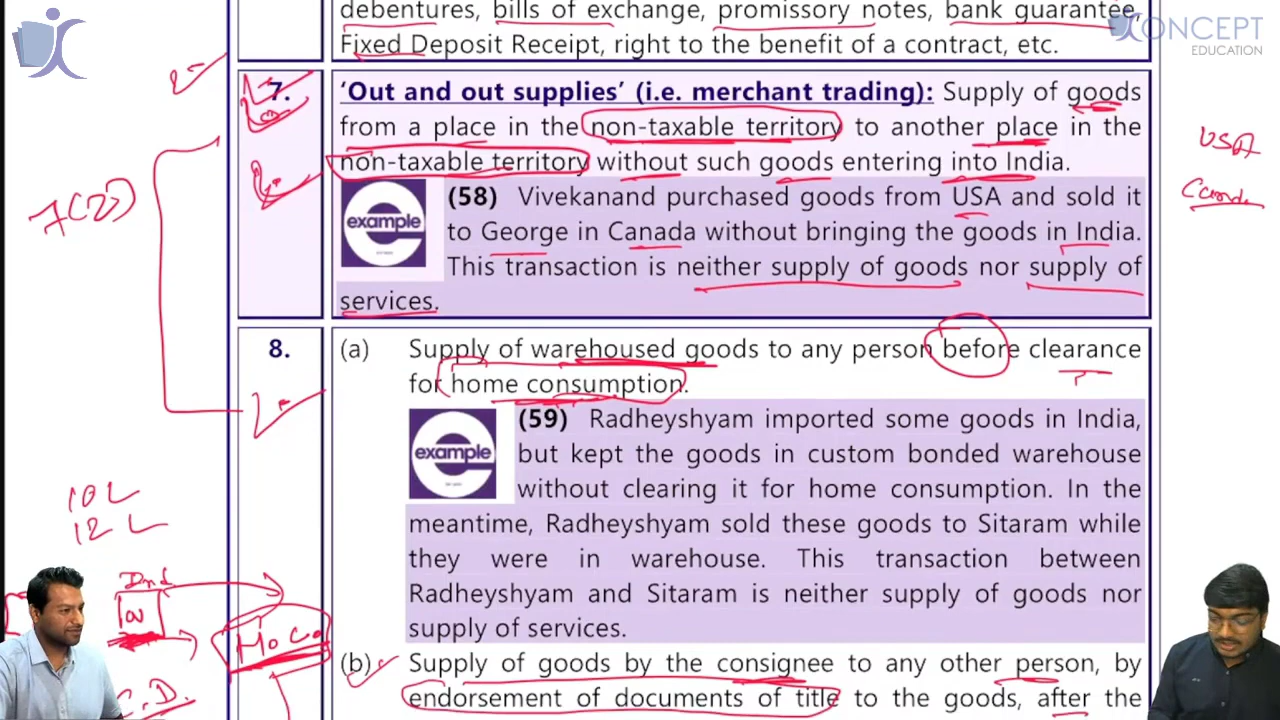 debentures, bills of exchange, promissory notes, bank guarantee,
Fixed Deposit Receipt, right to the benefit of a contract, etc.
CONCEPT
EDUCATION
7.
‘Out and out supplies’ (i.e. merchant trading): Supply of goods
from a place in the non-taxable territory to another place in the
non-taxable territory without such goods entering into India.
USA
7(2)
example
(58) Vivekanand purchased goods from USA and sold it
to George in Canada without bringing the goods in India.
This transaction is neither supply of goods nor supply of
services.
8.
(a) Supply of warehoused goods to any person before clearance
for home consumption.
example
(59) Radheyshyam imported some goods in India,
but kept the goods in custom bonded warehouse
without clearing it for home consumption. In the
meantime, Radheyshyam sold these goods to Sitaram while
they were in warehouse. This transaction between
Radheyshyam and Sitaram is neither supply of goods nor
supply of services.
10 L
12 L
W
Ho Co
C.D.
(b) Supply of goods by the consignee to any other person, by
endorsement of documents of title to the goods, after the